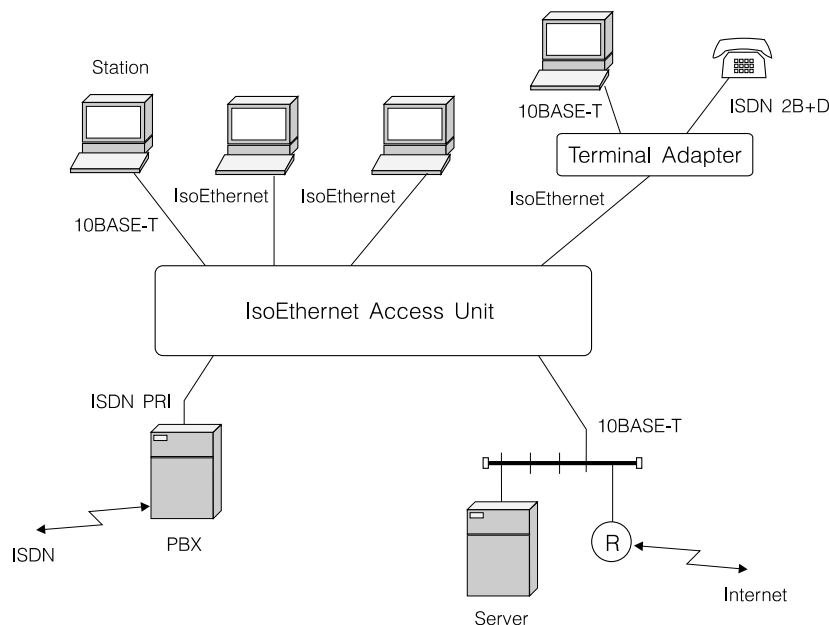 Station
10BASE-T
ISDN 2B+D
Terminal Adapter
IsoEthernet
IsoEthernet
IsoEthernet
10BASE-T
IsoEthernet Access Unit
ISDN PRI
10BASE-T
R
ISDN
PBX
Internet
Server